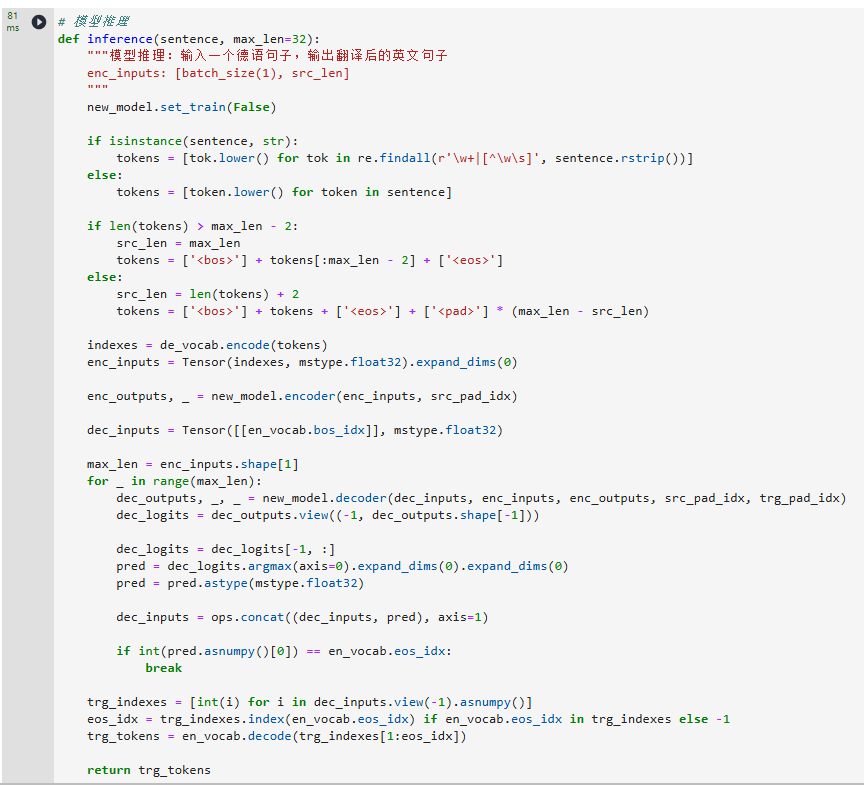 81
ms
# 模型推理
def inference(sentence, max_len=32):
    """模型推理：输入一个德语句子，输出翻译后的英文句子
    enc_inputs: [batch_size(1), src_len]
    """
    new_model.set_train(False)

    if isinstance(sentence, str):
        tokens = [tok.lower() for tok in re.findall(r'\w+|[^\w\s]', sentence.rstrip())]
    else:
        tokens = [token.lower() for token in sentence]

    if len(tokens) > max_len - 2:
        src_len = max_len
        tokens = ['<bos>'] + tokens[:max_len - 2] + ['<eos>']
    else:
        src_len = len(tokens) + 2
        tokens = ['<bos>'] + tokens + ['<eos>'] + ['<pad>'] * (max_len - src_len)

    indexes = de_vocab.encode(tokens)
    enc_inputs = Tensor(indexes, mstype.float32).expand_dims(0)

    enc_outputs, _ = new_model.encoder(enc_inputs, src_pad_idx)

    dec_inputs = Tensor([[en_vocab.bos_idx]], mstype.float32)

    max_len = enc_inputs.shape[1]
    for _ in range(max_len):
        dec_outputs, _, _ = new_model.decoder(dec_inputs, enc_inputs, enc_outputs, src_pad_idx, trg_pad_idx)
        dec_logits = dec_outputs.view((-1, dec_outputs.shape[-1]))

        dec_logits = dec_logits[-1, :]
        pred = dec_logits.argmax(axis=0).expand_dims(0).expand_dims(0)
        pred = pred.astype(mstype.float32)

        dec_inputs = ops.concat((dec_inputs, pred), axis=1)

        if int(pred.asnumpy()[0]) == en_vocab.eos_idx:
            break

    trg_indexes = [int(i) for i in dec_inputs.view(-1).asnumpy()]
    eos_idx = trg_indexes.index(en_vocab.eos_idx) if en_vocab.eos_idx in trg_indexes else -1
    trg_tokens = en_vocab.decode(trg_indexes[1:eos_idx])

    return trg_tokens